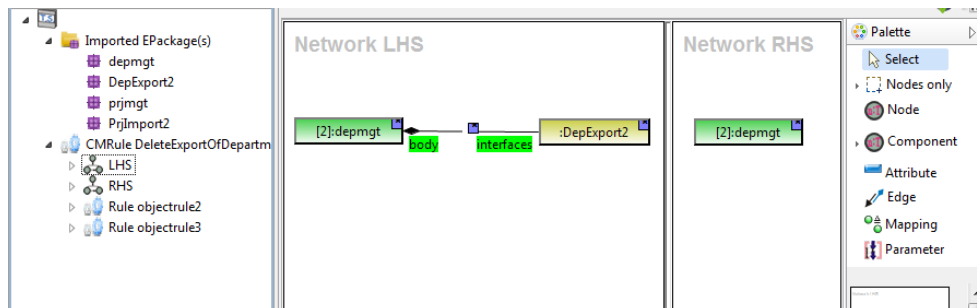 TS
Imported EPackage(s)
depmgt
DepExport2
prjmgt
PrjImport2
CMRule DeleteExportOfDepartm
LHS
RHS
Rule objectrule2
Rule objectrule3
Network LHS
[2]:depmgt
body
interfaces
:DepExport2
Network RHS
[2]:depmgt
Palette
Select
Nodes only
Node
Component
Attribute
Edge
Mapping
Parameter